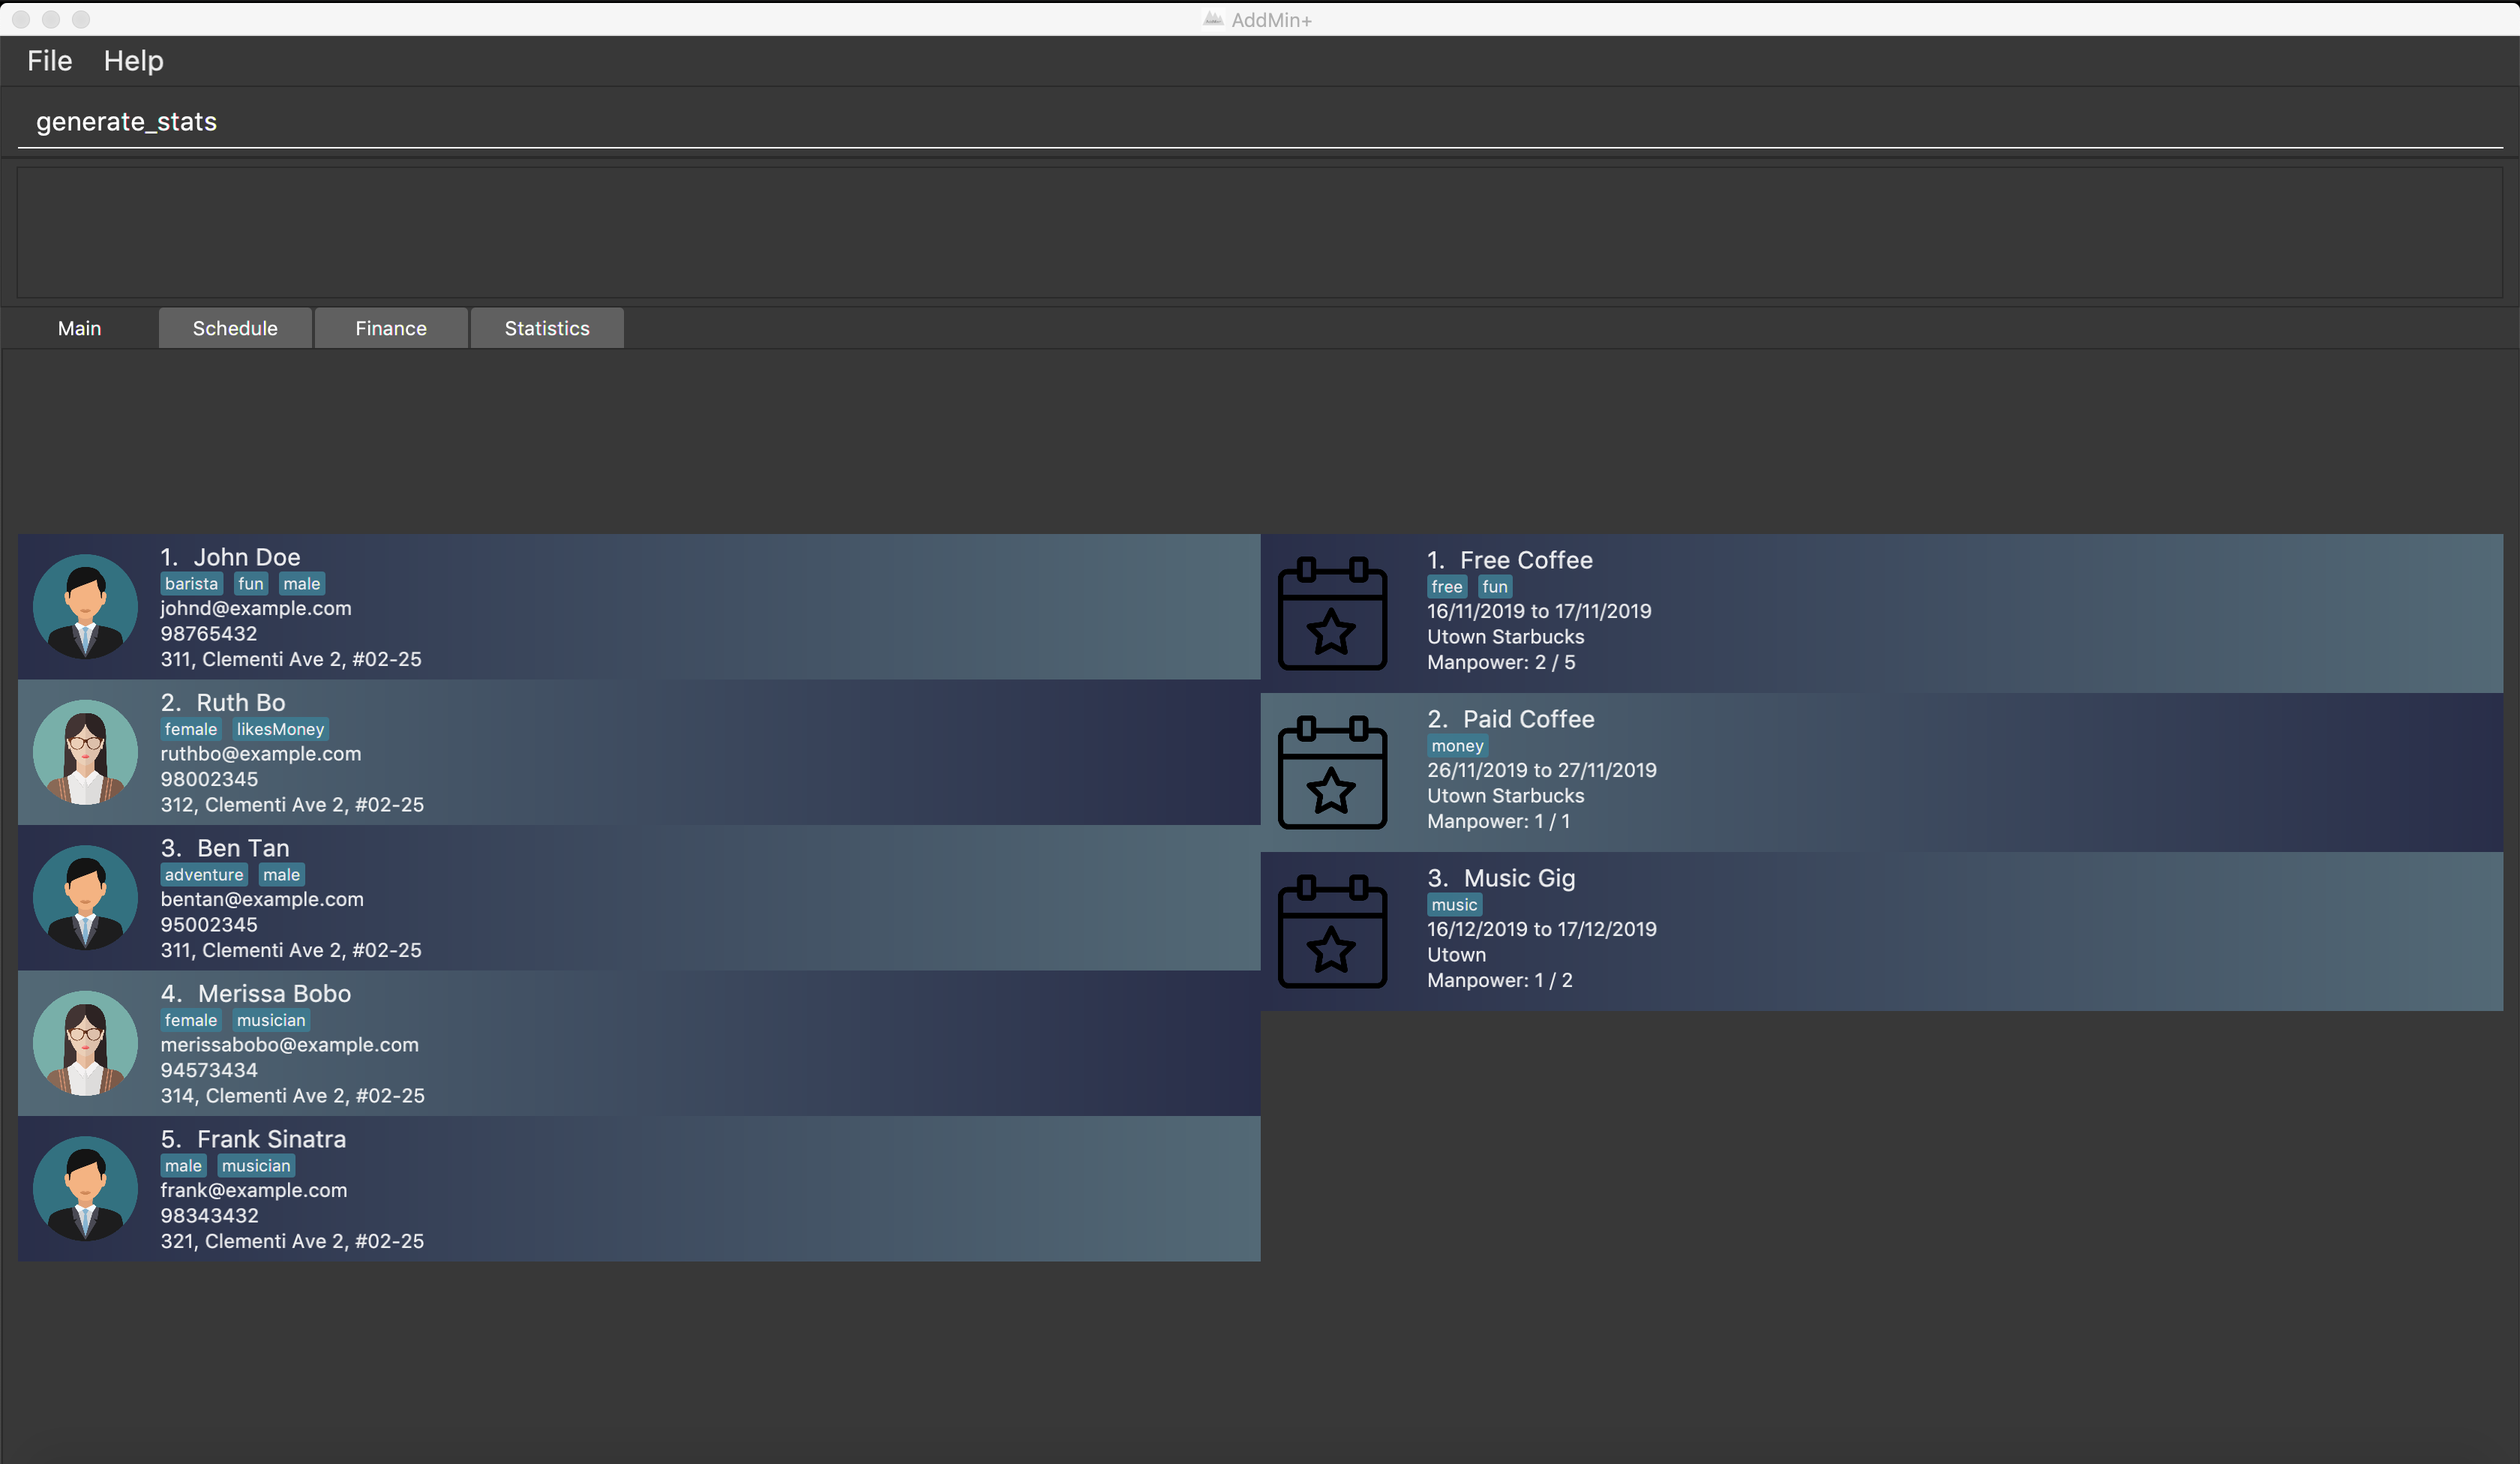 AddMin+
File Help
generate_stats
Main Schedule Finance Statistics
1. John Doe
barista fun male
johnd@example.com
98765432
311, Clementi Ave 2, #02-25
2. Ruth Bo
female likesMoney
ruthbo@example.com
98002345
312, Clementi Ave 2, #02-25
3. Ben Tan
adventure male
bentan@example.com
95002345
311, Clementi Ave 2, #02-25
4. Merissa Bobo
female musician
merissabobo@example.com
94573434
314, Clementi Ave 2, #02-25
5. Frank Sinatra
male musician
frank@example.com
98343432
321, Clementi Ave 2, #02-25
1. Free Coffee
free fun
16/11/2019 to 17/11/2019
Utown Starbucks
Manpower: 2 / 5
2. Paid Coffee
money
26/11/2019 to 27/11/2019
Utown Starbucks
Manpower: 1 / 1
3. Music Gig
music
16/12/2019 to 17/12/2019
Utown
Manpower: 1 / 2